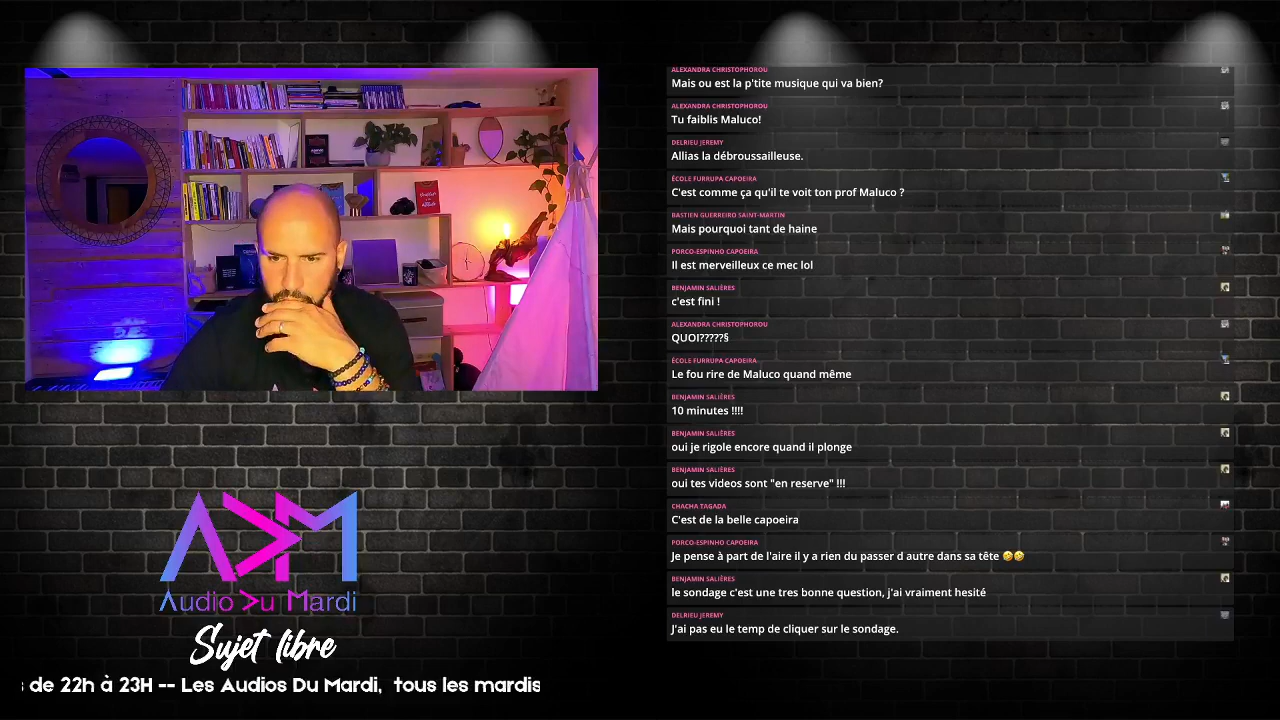 ALEXANDRA CHRISTOPHOROU
Mais ou est la p'tite musique qui va bien?
ALEXANDRA CHRISTOPHOROU
Tu faiblis Maluco!
DELRIEU JEREMY
Allias la débroussailleuse.
ÉCOLE FURRUPA CAPOEIRA
C'est comme ça qu'il te voit ton prof Maluco ?
BASTIEN GUERREIRO SAINT-MARTIN
Mais pourquoi tant de haine
PORCO-ESPINHO CAPOEIRA
Il est merveilleux ce mec lol
BENJAMIN SALIÈRES
c'est fini !
ALEXANDRA CHRISTOPHOROU
QUOI?????§
ÉCOLE FURRUPA CAPOEIRA
Le fou rire de Maluco quand même
BENJAMIN SALIÈRES
10 minutes !!!!
BENJAMIN SALIÈRES
oui je rigole encore quand il plonge
BENJAMIN SALIÈRES
oui tes videos sont "en reserve" !!!
CHACHA TAGADA
C'est de la belle capoeira
PORCO-ESPINHO CAPOEIRA
Je pense à part de l'aire il y a rien du passer d autre dans sa tête 🤣🤣
BENJAMIN SALIÈRES
le sondage c'est une tres bonne question, j'ai vraiment hesité
DELRIEU JEREMY
J'ai pas eu le temps de cliquer sur le sondage.
ADM
Audio Du Mardi
Sujet libre
de 22h à 23H -- Les Audios Du Mardi, tous les mardis